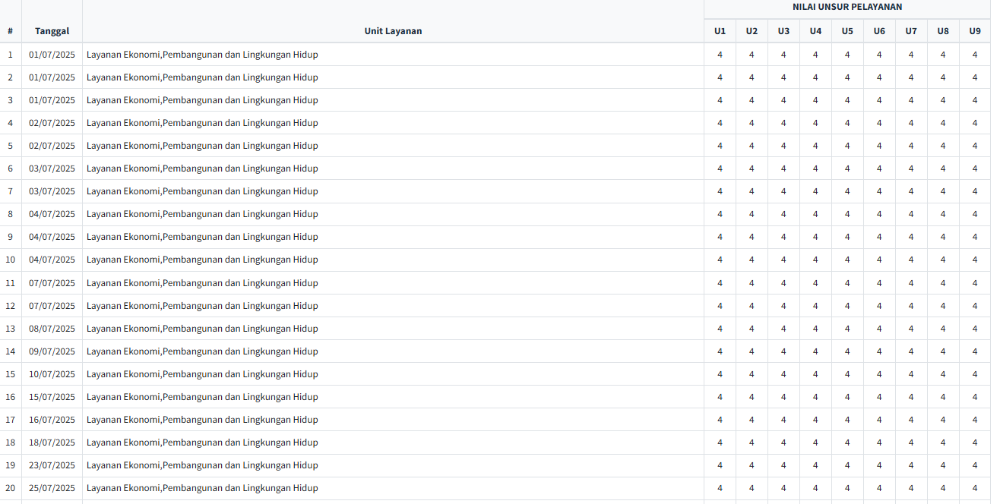 NILAI UNSUR PELAYANAN
# Tanggal Unit Layanan U1 U2 U3 U4 U5 U6 U7 U8 U9
1 01/07/2025 Layanan Ekonomi,Pembangunan dan Lingkungan Hidup 4 4 4 4 4 4 4 4 4
2 01/07/2025 Layanan Ekonomi,Pembangunan dan Lingkungan Hidup 4 4 4 4 4 4 4 4 4
3 01/07/2025 Layanan Ekonomi,Pembangunan dan Lingkungan Hidup 4 4 4 4 4 4 4 4 4
4 02/07/2025 Layanan Ekonomi,Pembangunan dan Lingkungan Hidup 4 4 4 4 4 4 4 4 4
5 02/07/2025 Layanan Ekonomi,Pembangunan dan Lingkungan Hidup 4 4 4 4 4 4 4 4 4
6 03/07/2025 Layanan Ekonomi,Pembangunan dan Lingkungan Hidup 4 4 4 4 4 4 4 4 4
7 03/07/2025 Layanan Ekonomi,Pembangunan dan Lingkungan Hidup 4 4 4 4 4 4 4 4 4
8 04/07/2025 Layanan Ekonomi,Pembangunan dan Lingkungan Hidup 4 4 4 4 4 4 4 4 4
9 04/07/2025 Layanan Ekonomi,Pembangunan dan Lingkungan Hidup 4 4 4 4 4 4 4 4 4
10 04/07/2025 Layanan Ekonomi,Pembangunan dan Lingkungan Hidup 4 4 4 4 4 4 4 4 4
11 07/07/2025 Layanan Ekonomi,Pembangunan dan Lingkungan Hidup 4 4 4 4 4 4 4 4 4
12 07/07/2025 Layanan Ekonomi,Pembangunan dan Lingkungan Hidup 4 4 4 4 4 4 4 4 4
13 08/07/2025 Layanan Ekonomi,Pembangunan dan Lingkungan Hidup 4 4 4 4 4 4 4 4 4
14 09/07/2025 Layanan Ekonomi,Pembangunan dan Lingkungan Hidup 4 4 4 4 4 4 4 4 4
15 10/07/2025 Layanan Ekonomi,Pembangunan dan Lingkungan Hidup 4 4 4 4 4 4 4 4 4
16 15/07/2025 Layanan Ekonomi,Pembangunan dan Lingkungan Hidup 4 4 4 4 4 4 4 4 4
17 16/07/2025 Layanan Ekonomi,Pembangunan dan Lingkungan Hidup 4 4 4 4 4 4 4 4 4
18 18/07/2025 Layanan Ekonomi,Pembangunan dan Lingkungan Hidup 4 4 4 4 4 4 4 4 4
19 23/07/2025 Layanan Ekonomi,Pembangunan dan Lingkungan Hidup 4 4 4 4 4 4 4 4 4
20 25/07/2025 Layanan Ekonomi,Pembangunan dan Lingkungan Hidup 4 4 4 4 4 4 4 4 4